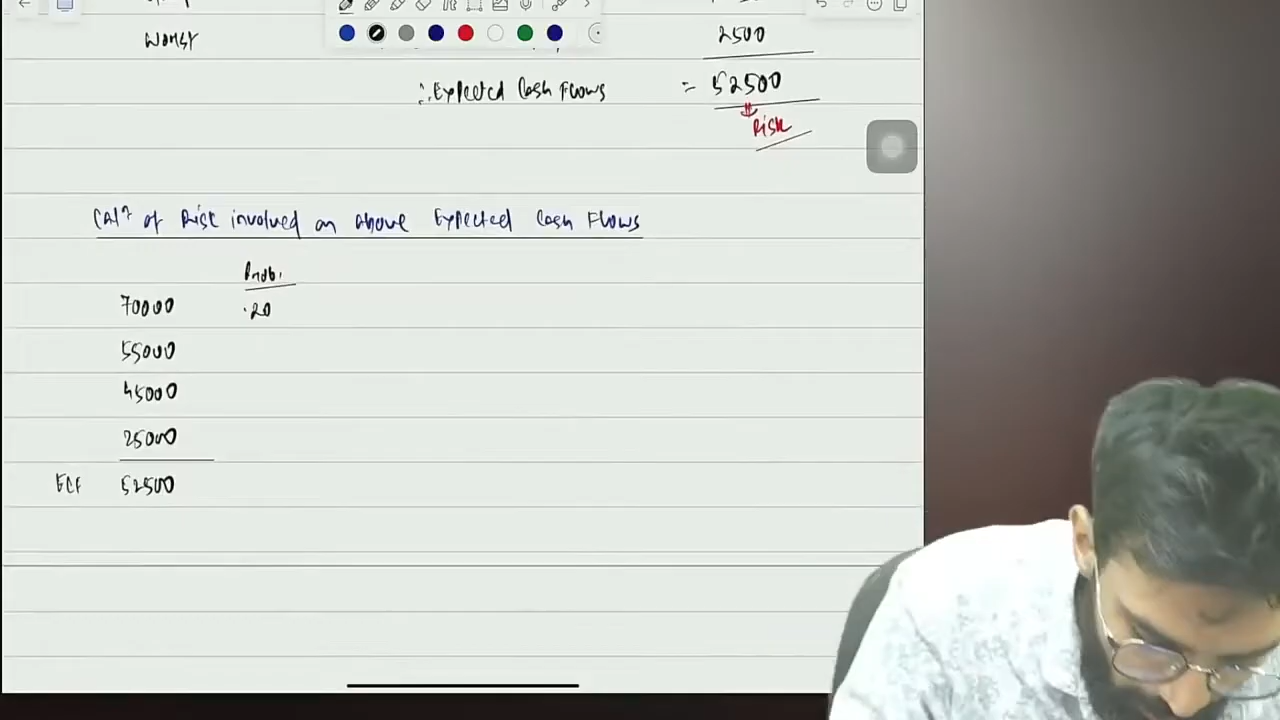 Worst
2500
∴ Expected Cash Flows = 52500
Risk
Caln of Risk involved on above Expected Cash Flows
Prob.
70000 .20
55000
45000
25000
ECF 52500